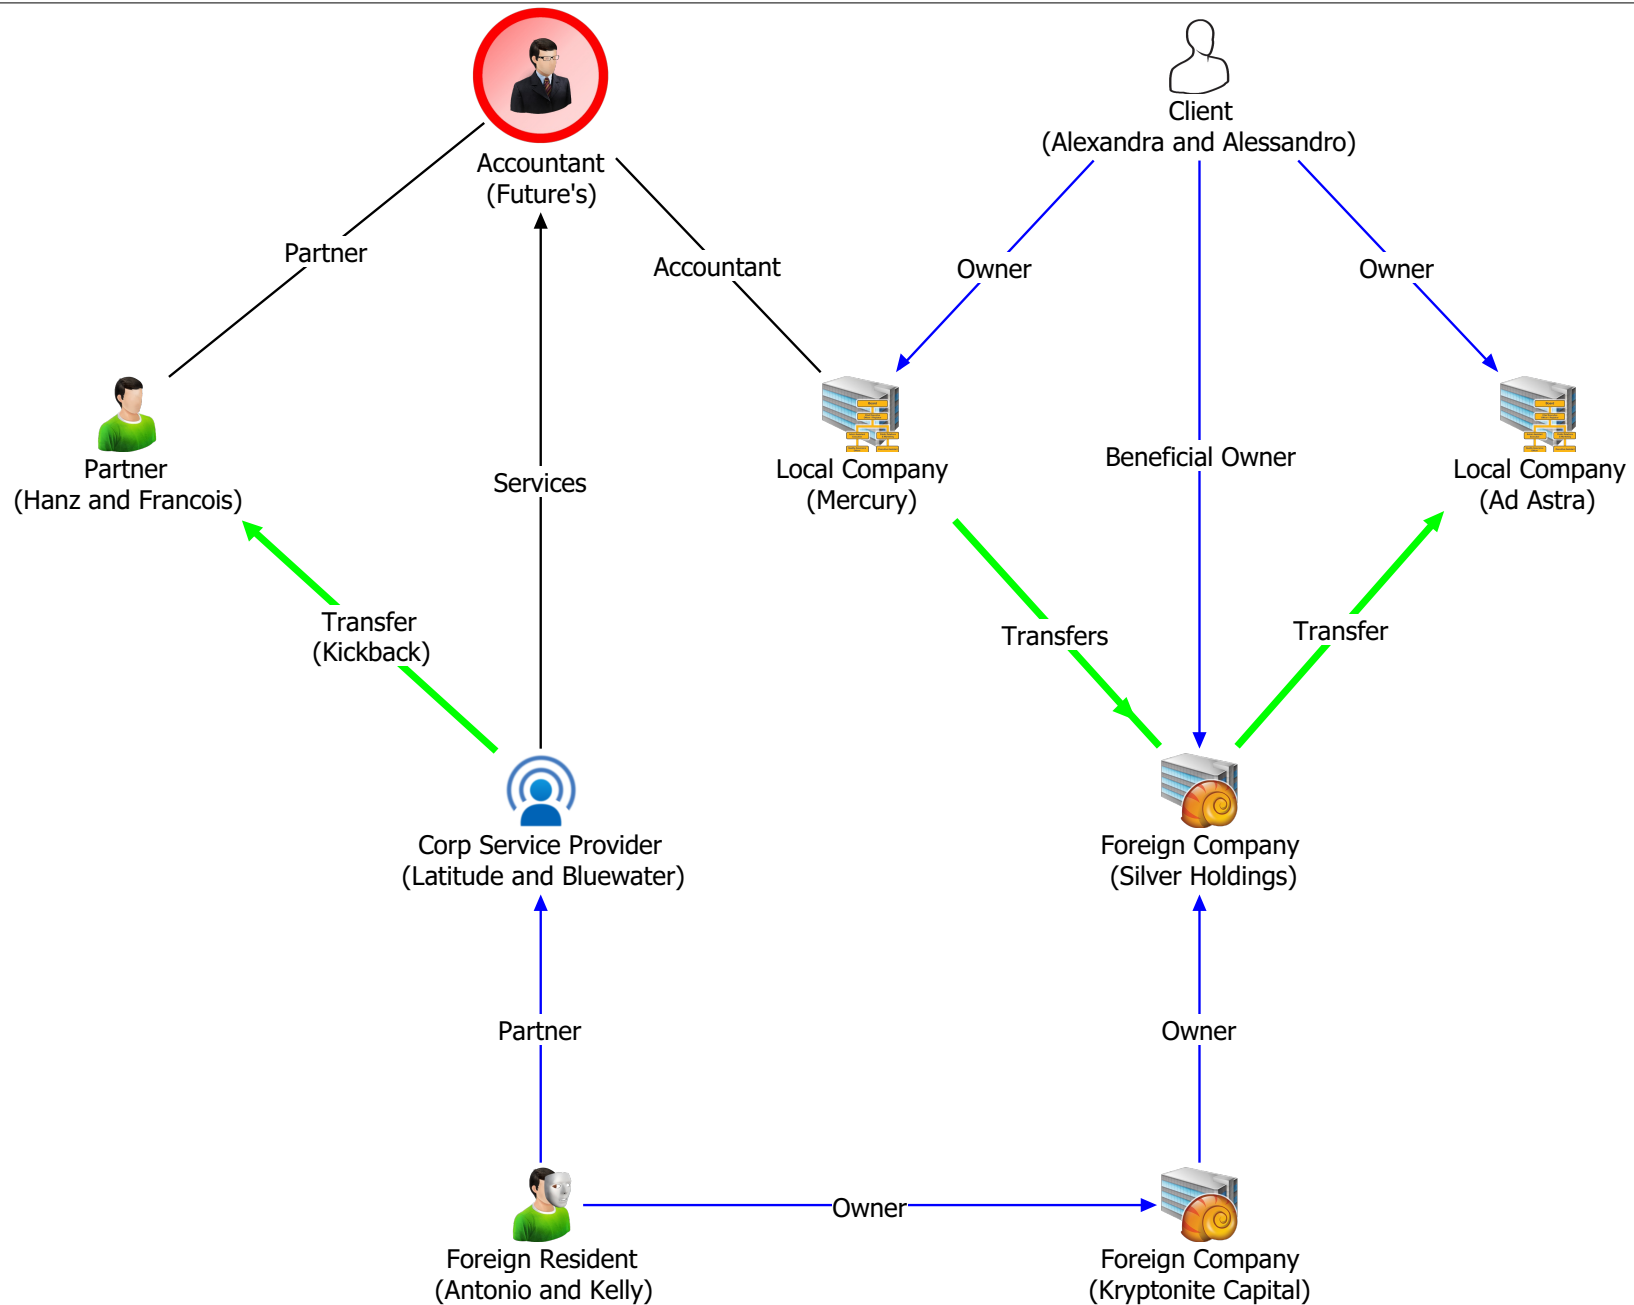 Client
(Alexandra and Alessandro)
Accountant
(Future's)
Partner
Accountant
Owner
Owner
Partner
(Hanz and Francois)
Services
Local Company
(Mercury)
Beneficial Owner
Local Company
(Ad Astra)
Transfer
(Kickback)
Transfers
Transfer
Corp Service Provider
(Latitude and Bluewater)
Foreign Company
(Silver Holdings)
Partner
Owner
Owner
Foreign Resident
(Antonio and Kelly)
Foreign Company
(Kryptonite Capital)